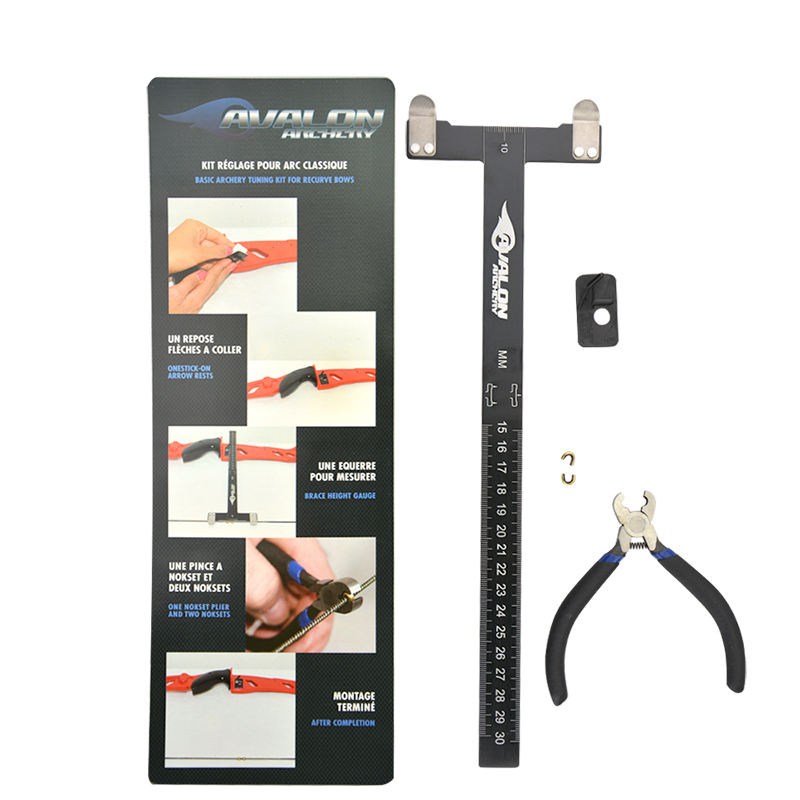 AVALON
ARCHERY
KIT RÉGLAGE POUR ARC CLASSIQUE
BASIC ARCHERY TUNING KIT FOR RECURVE BOWS
UN REPOSE
FLÈCHES A COLLER
ONESTICK-ON
ARROW RESTS
UNE EQUERRE
POUR MESURER
BRACE HEIGHT GAUGE
AVALON
UNE PINCE A
NOKSET ET
DEUX NOKSETS
ONE NOKSET PLIER
AND TWO NOKSETS
MONTAGE
TERMINÉ
AFTER COMPLETION
10
AVALON
ARCHERY
MM
15
16
17
18
19
20
21
22
23
24
25
26
27
28
29
30